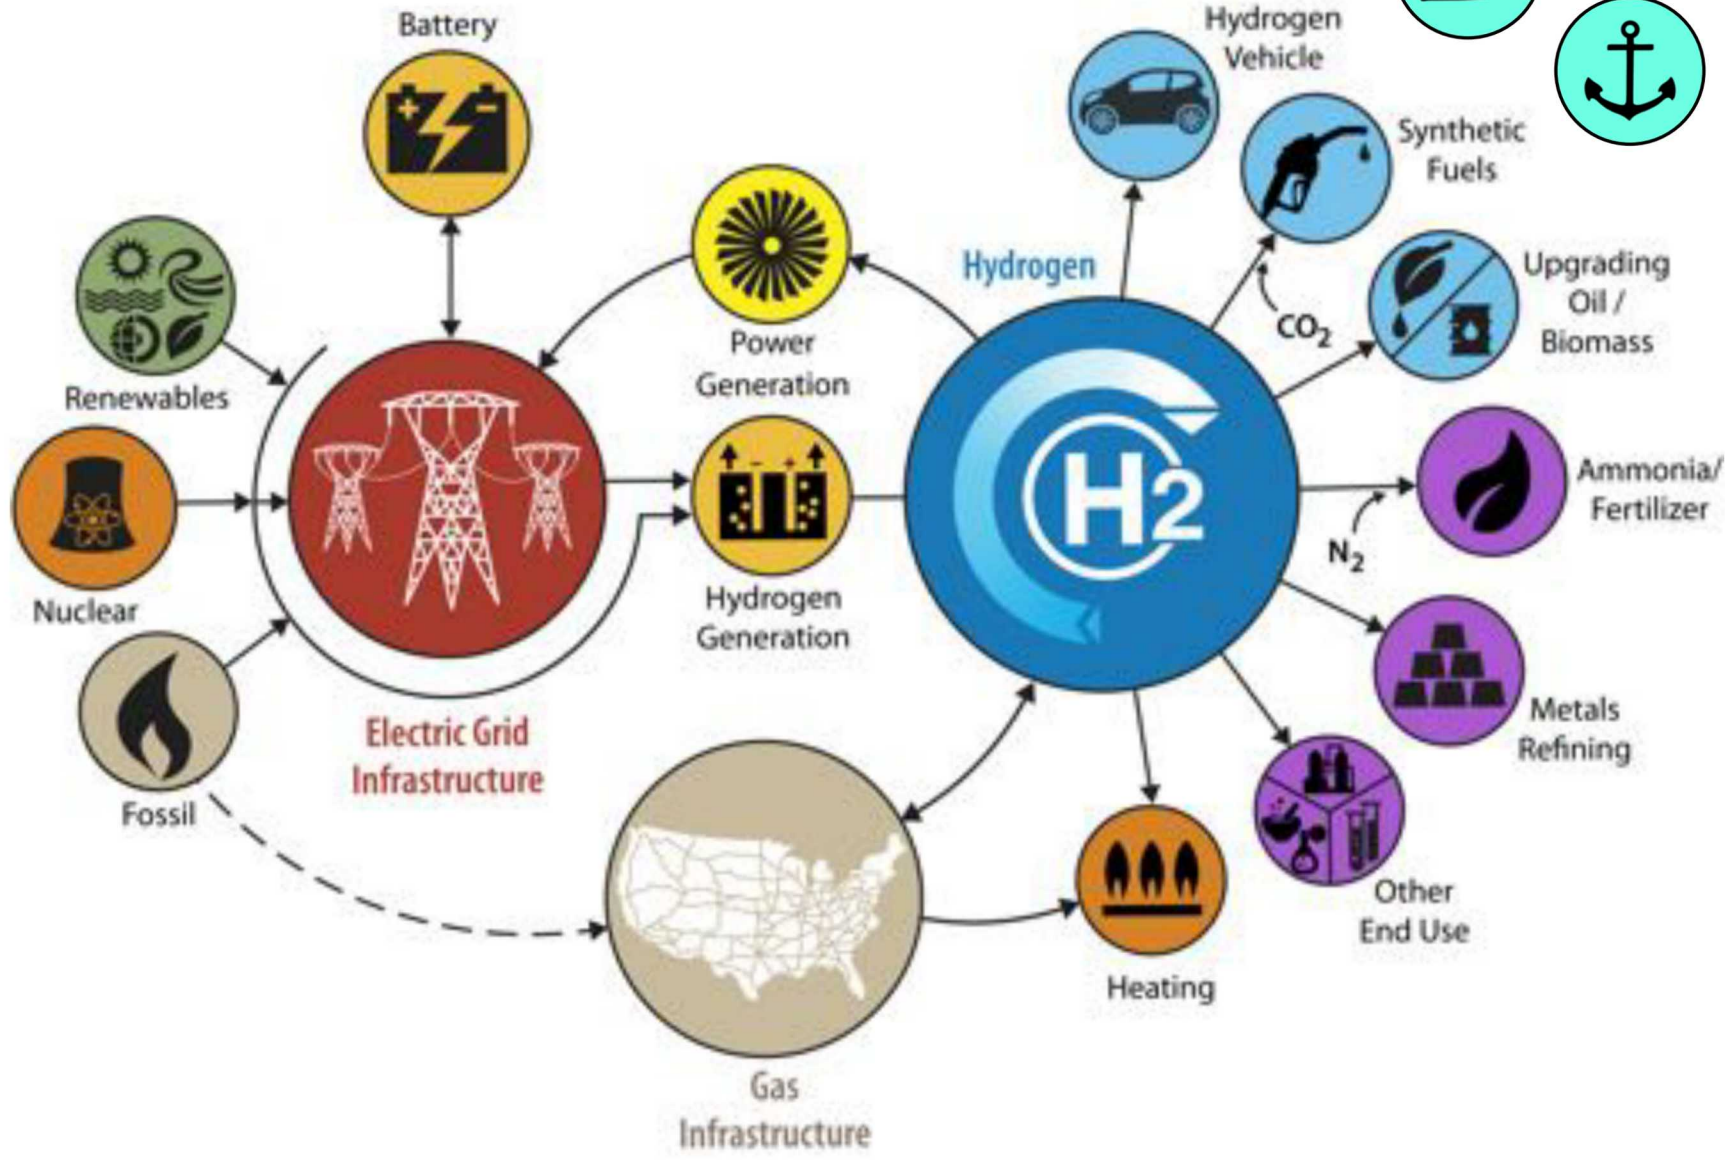 Battery
Hydrogen
Vehicle
Synthetic
Fuels
Hydrogen
Upgrading
Oil /
Biomass
CO2
Power
Generation
Renewables
H2
Ammonia/
Fertilizer
N2
Nuclear
Hydrogen
Generation
Metals
Refining
Electric Grid
Infrastructure
Fossil
Other
End Use
Heating
Gas
Infrastructure